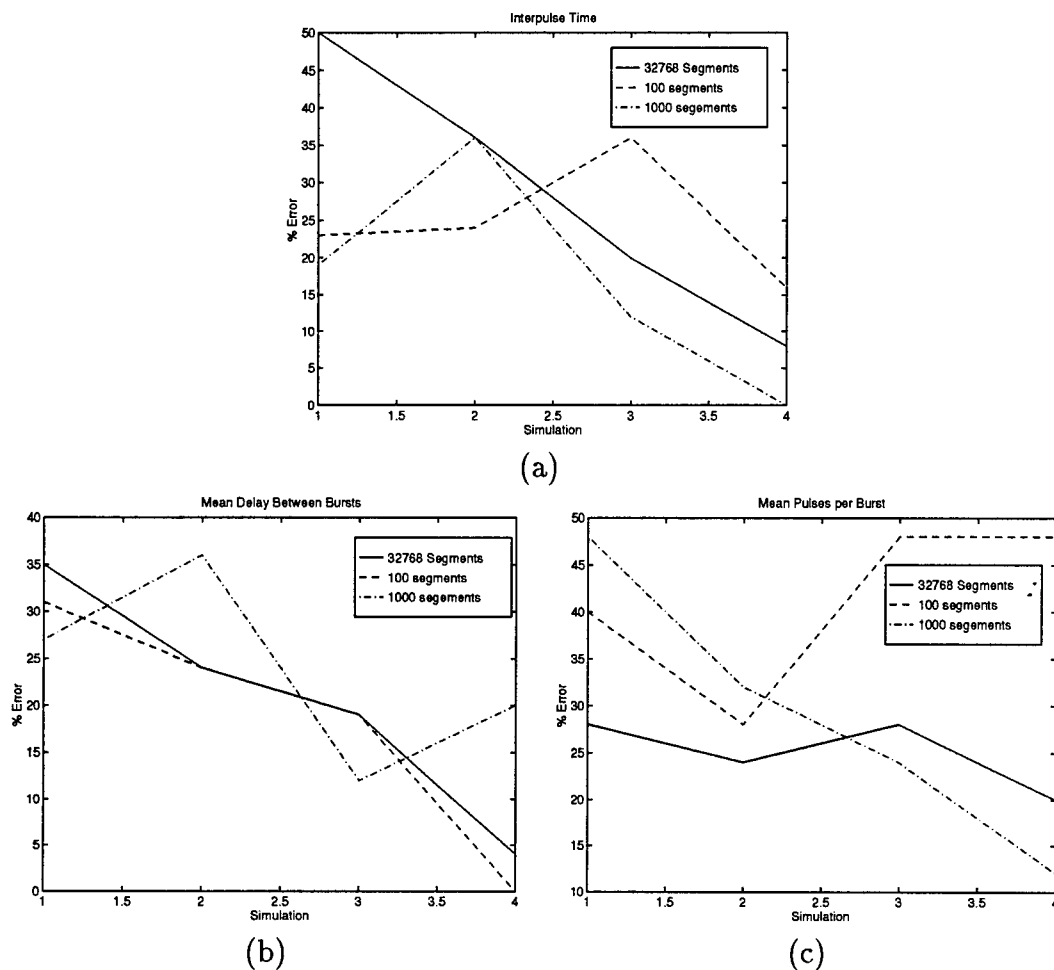 Interpulse Time
50
45
40
35
30
25
20
15
10
5
0
% Error
32768 Segments
100 segments
1000 segements
1 1.5 2 2.5 3 3.5 4
Simulation
(a)
Mean Delay Between Bursts
40
35
30
25
20
15
10
5
0
% Error
32768 Segments
100 segments
1000 segements
1 1.5 2 2.5 3 3.5 4
Simulation
(b)
Mean Pulses per Burst
50
45
40
35
30
25
20
15
10
% Error
32768 Segments
100 segments
1000 segements
1 1.5 2 2.5 3 3.5 4
Simulation
(c)